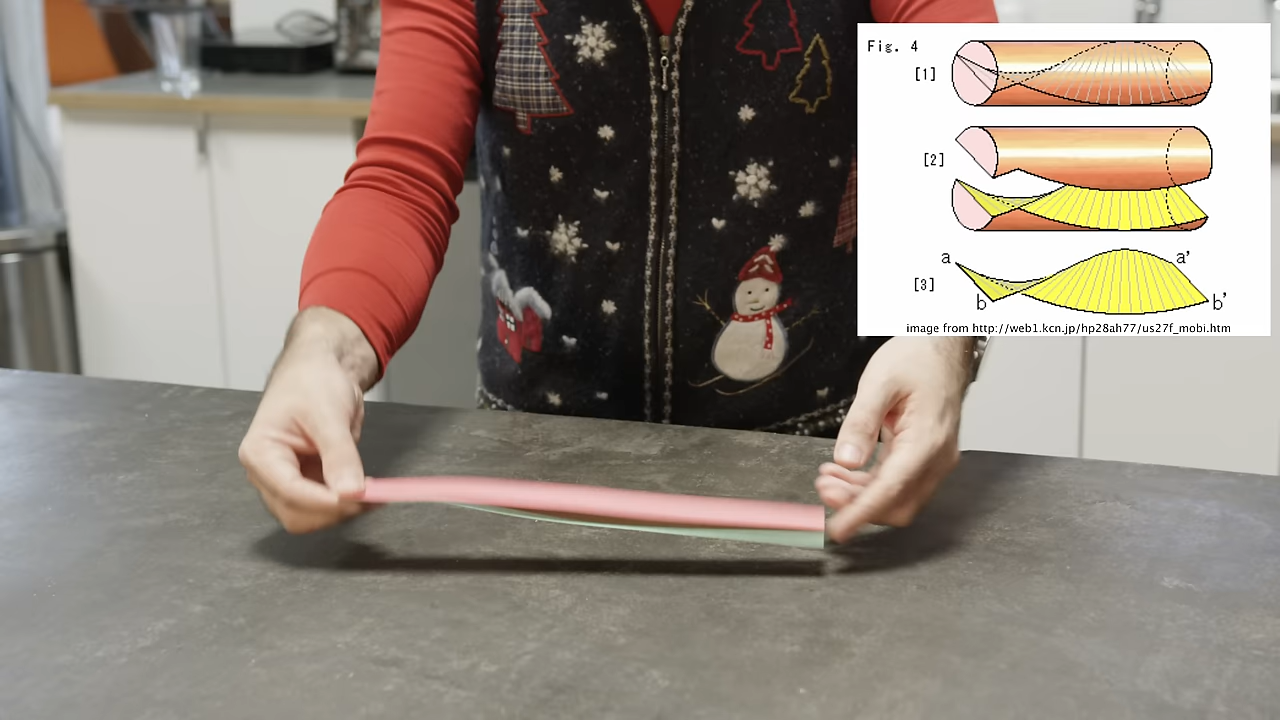 Fig. 4
[1]
[2]
a
a'
[3]
b
b'
image from http://web1.kcn.jp/hp28ah77/us27f_mobi.htm